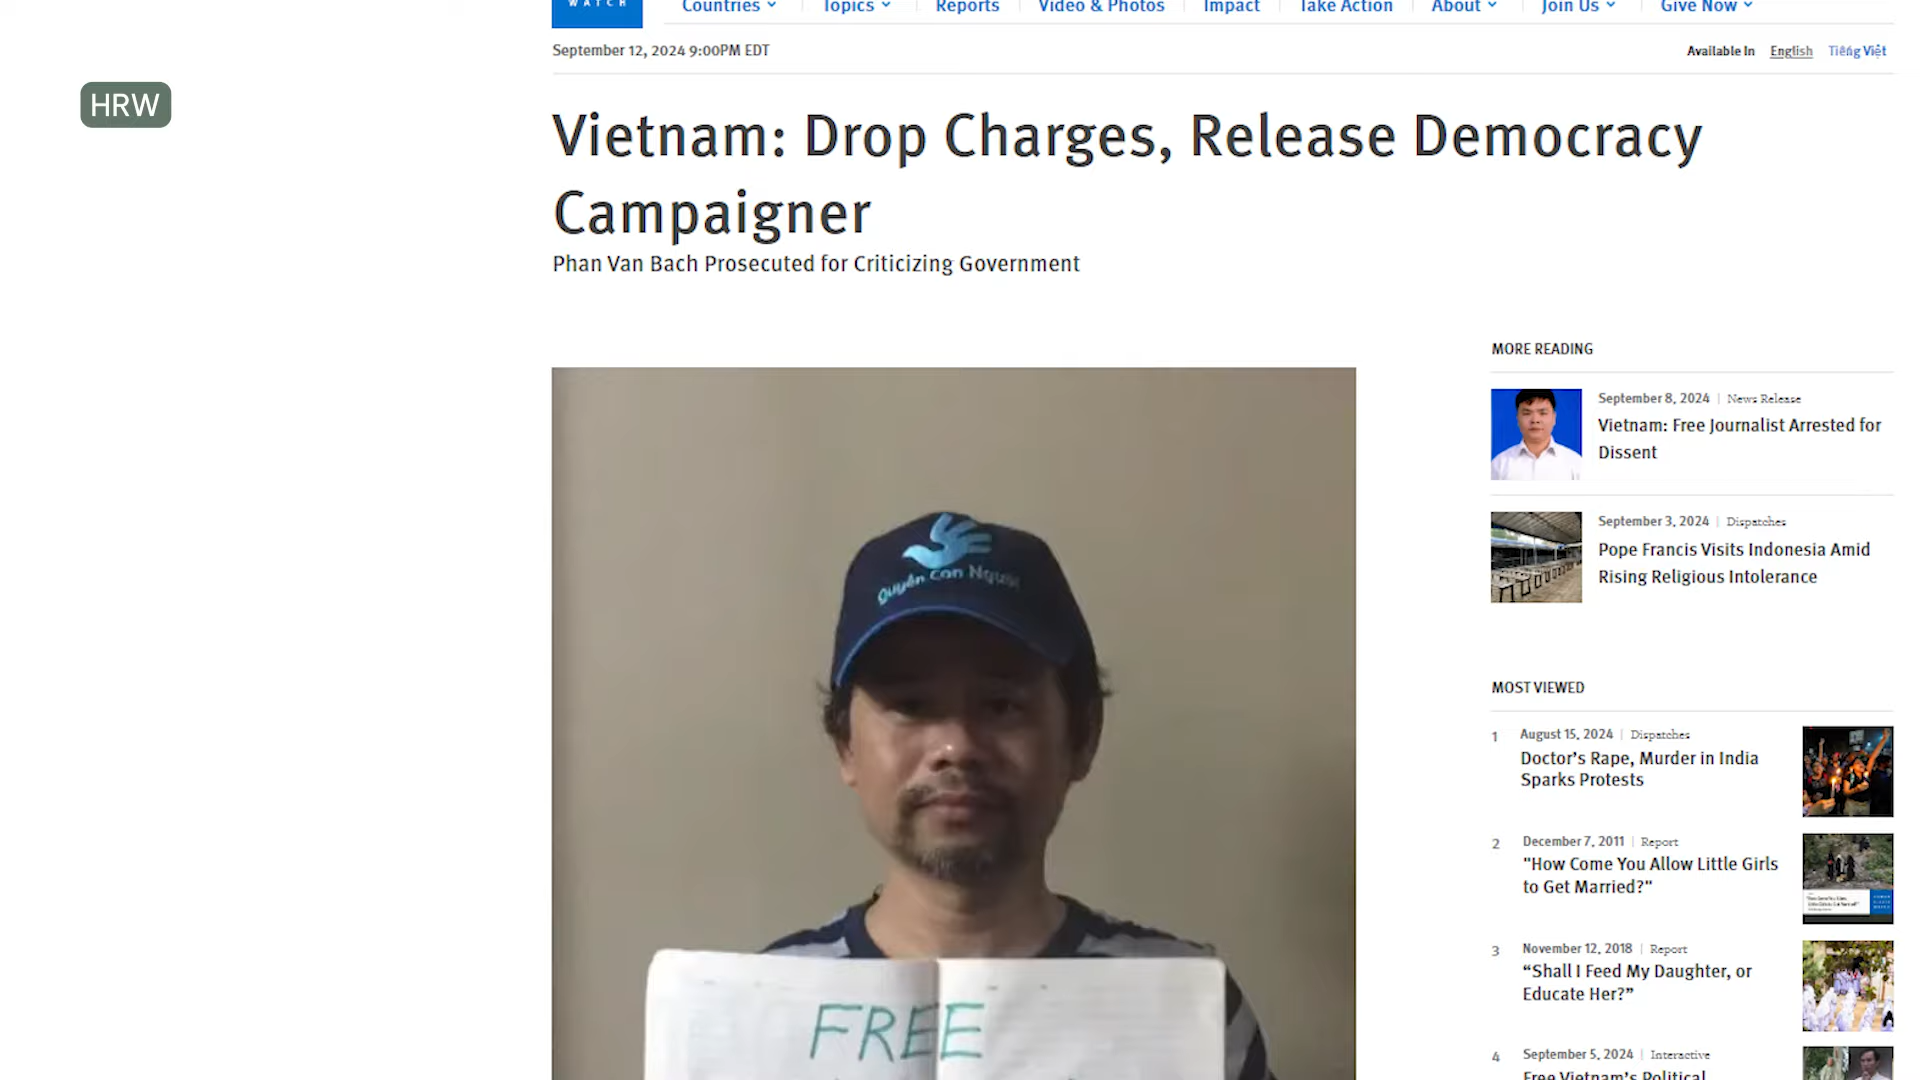 WATCH
Countries
Topics
Reports
Video & Photos
Impact
Take Action
About
Join Us
Give Now
September 12, 2024 9:00PM EDT
Available In English Tiếng Việt
HRW
Vietnam: Drop Charges, Release Democracy
Campaigner
Phan Van Bach Prosecuted for Criticizing Government
Quyền Con Người
FREE
MORE READING
September 8, 2024 | News Release
Vietnam: Free Journalist Arrested for
Dissent
September 3, 2024 | Dispatches
Pope Francis Visits Indonesia Amid
Rising Religious Intolerance
MOST VIEWED
1 August 15, 2024 | Dispatches
Doctor’s Rape, Murder in India
Sparks Protests
2 December 7, 2011 | Report
"How Come You Allow Little Girls
to Get Married?"
3 November 12, 2018 | Report
“Shall I Feed My Daughter, or
Educate Her?”
4 September 5, 2024 | Interactive
Free Vietnam’s Political